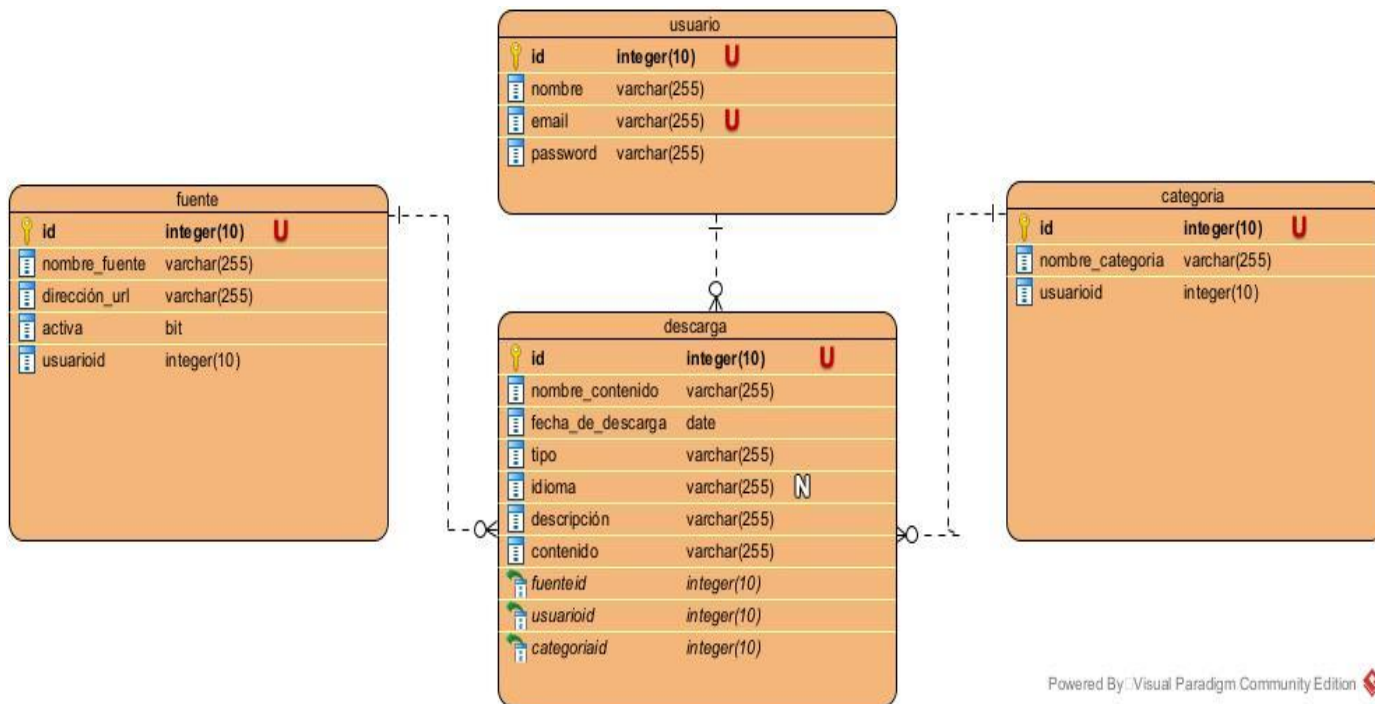 usuario
id integer(10) U
nombre varchar(255)
email varchar(255) U
password varchar(255)
fuente
id integer(10) U
nombre_fuente varchar(255)
dirección_url varchar(255)
activa bit
usuarioid integer(10)
categoria
id integer(10) U
nombre_categoria varchar(255)
usuarioid integer(10)
descarga
id integer(10) U
nombre_contenido varchar(255)
fecha_de_descarga date
tipo varchar(255)
idioma varchar(255) N
descripción varchar(255)
contenido varchar(255)
fuenteid integer(10)
usuarioid integer(10)
categoriaid integer(10)
Powered By Visual Paradigm Community Edition